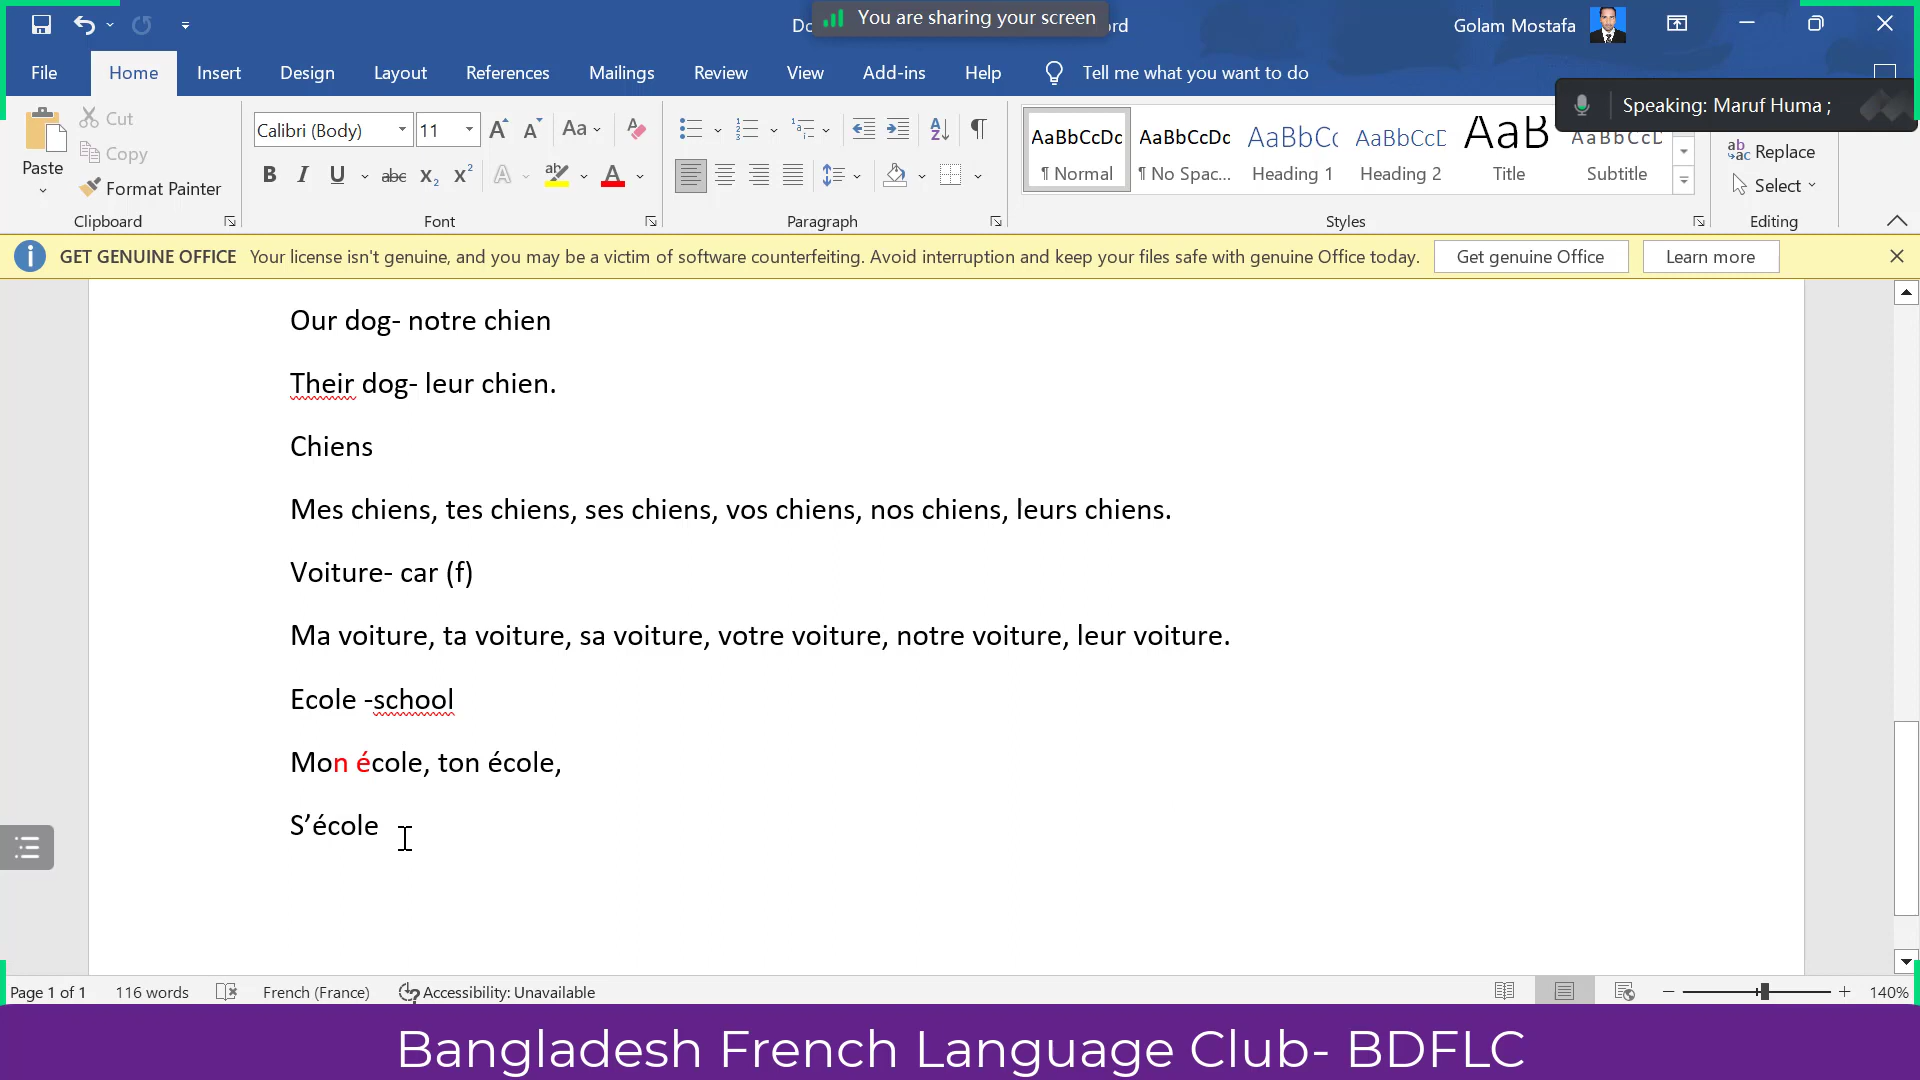 You are sharing your screen
Golam Mostafa
File Home Insert Design Layout References Mailings Review View Add-ins Help Tell me what you want to do
Speaking: Maruf Huma ;
Paste
Cut
Copy
Format Painter
Clipboard
Calibri (Body) 11
Font
Paragraph
AaBbCcDc AaBbCcDc AaBbCc AaBbCcD AaB AaBbCcD
¶ Normal ¶ No Spac... Heading 1 Heading 2 Title Subtitle
Styles
Replace
Select
Editing
GET GENUINE OFFICE Your license isn't genuine, and you may be a victim of software counterfeiting. Avoid interruption and keep your files safe with genuine Office today. Get genuine Office Learn more
Our dog- notre chien
Their dog- leur chien.
Chiens
Mes chiens, tes chiens, ses chiens, vos chiens, nos chiens, leurs chiens.
Voiture- car (f)
Ma voiture, ta voiture, sa voiture, votre voiture, notre voiture, leur voiture.
Ecole -school
Mon école, ton école,
S’école
Page 1 of 1 116 words French (France) Accessibility: Unavailable 140%
Bangladesh French Language Club- BDFLC